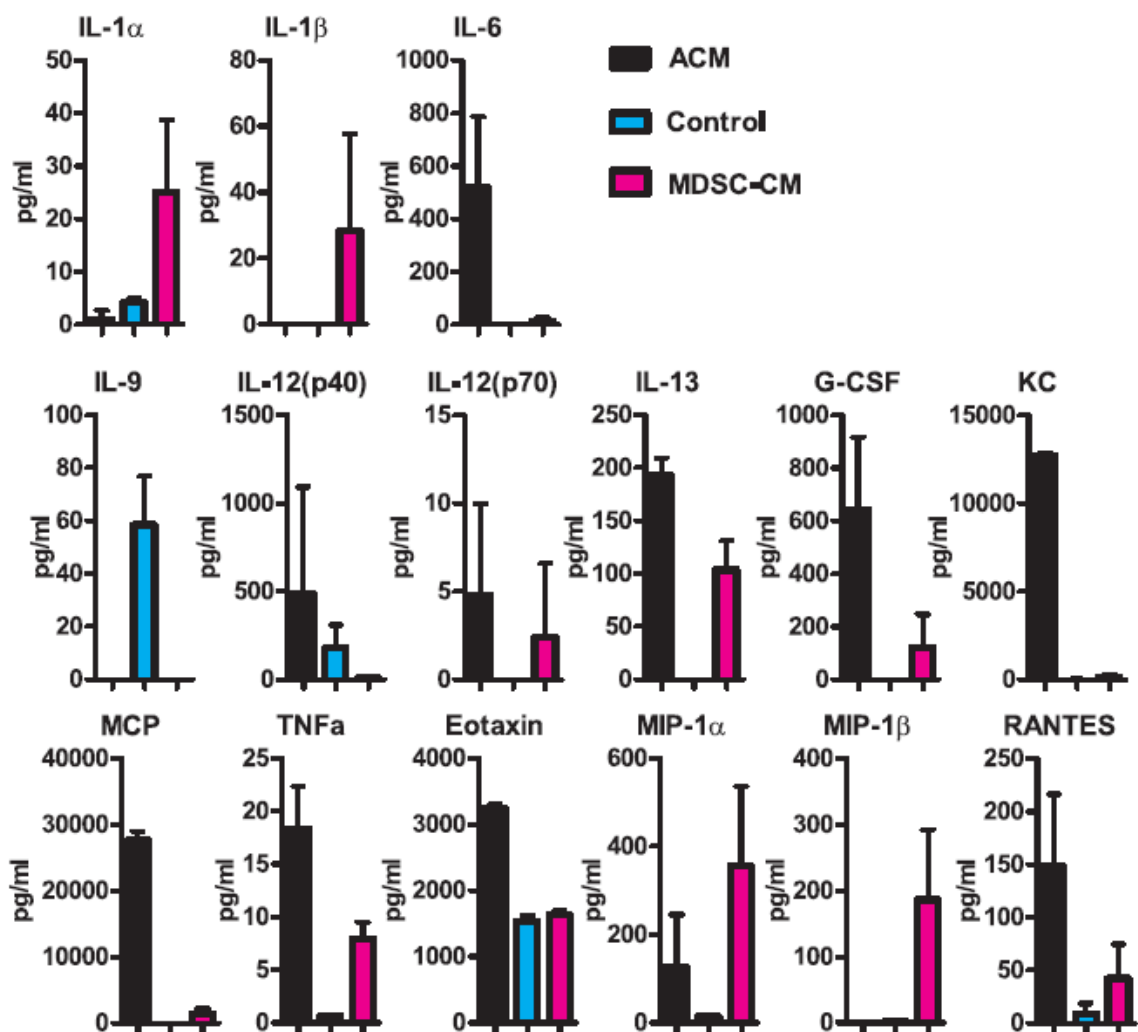 IL-1α IL-1β IL-6
pg/ml 50 40 30 20 10 0
pg/ml 80 60 40 20 0
pg/ml 1000 800 600 400 200 0
ACM
Control
MDSC-CM
IL-9 IL-12(p40) IL-12(p70) IL-13 G-CSF KC
pg/ml 100 80 60 40 20 0
pg/ml 1500 1000 500 0
pg/ml 15 10 5 0
pg/ml 250 200 150 100 50 0
pg/ml 1000 800 600 400 200 0
pg/ml 15000 10000 5000 0
MCP TNFa Eotaxin MIP-1α MIP-1β RANTES
pg/ml 40000 30000 20000 10000 0
pg/ml 25 20 15 10 5 0
pg/ml 4000 3000 2000 1000 0
pg/ml 600 400 200 0
pg/ml 400 300 200 100 0
pg/ml 250 200 150 100 50 0